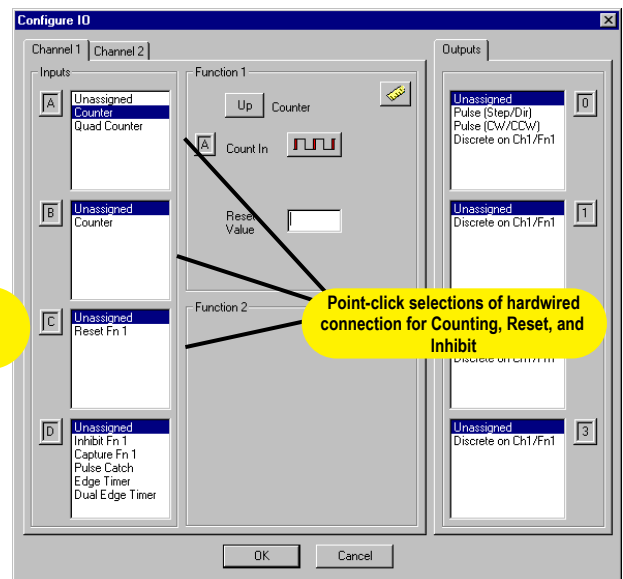 Configure IO
Channel 1
Channel 2
Inputs
A
Unassigned
Counter
Quad Counter
B
Unassigned
Counter
C
Unassigned
Reset Fn 1
D
Unassigned
Inhibit Fn 1
Capture Fn 1
Pulse Catch
Edge Timer
Dual Edge Timer
Function 1
Up
Counter
A
Count In
Reset
Value
Function 2
Point-click selections of hardwired
connection for Counting, Reset, and
Inhibit
Outputs
Unassigned
Pulse (Step/Dir)
Pulse (CW/CCW)
Discrete on Ch1/Fn1
0
Unassigned
Discrete on Ch1/Fn1
1
Discrete on Ch1/Fn1
Unassigned
Discrete on Ch1/Fn1
3
OK
Cancel